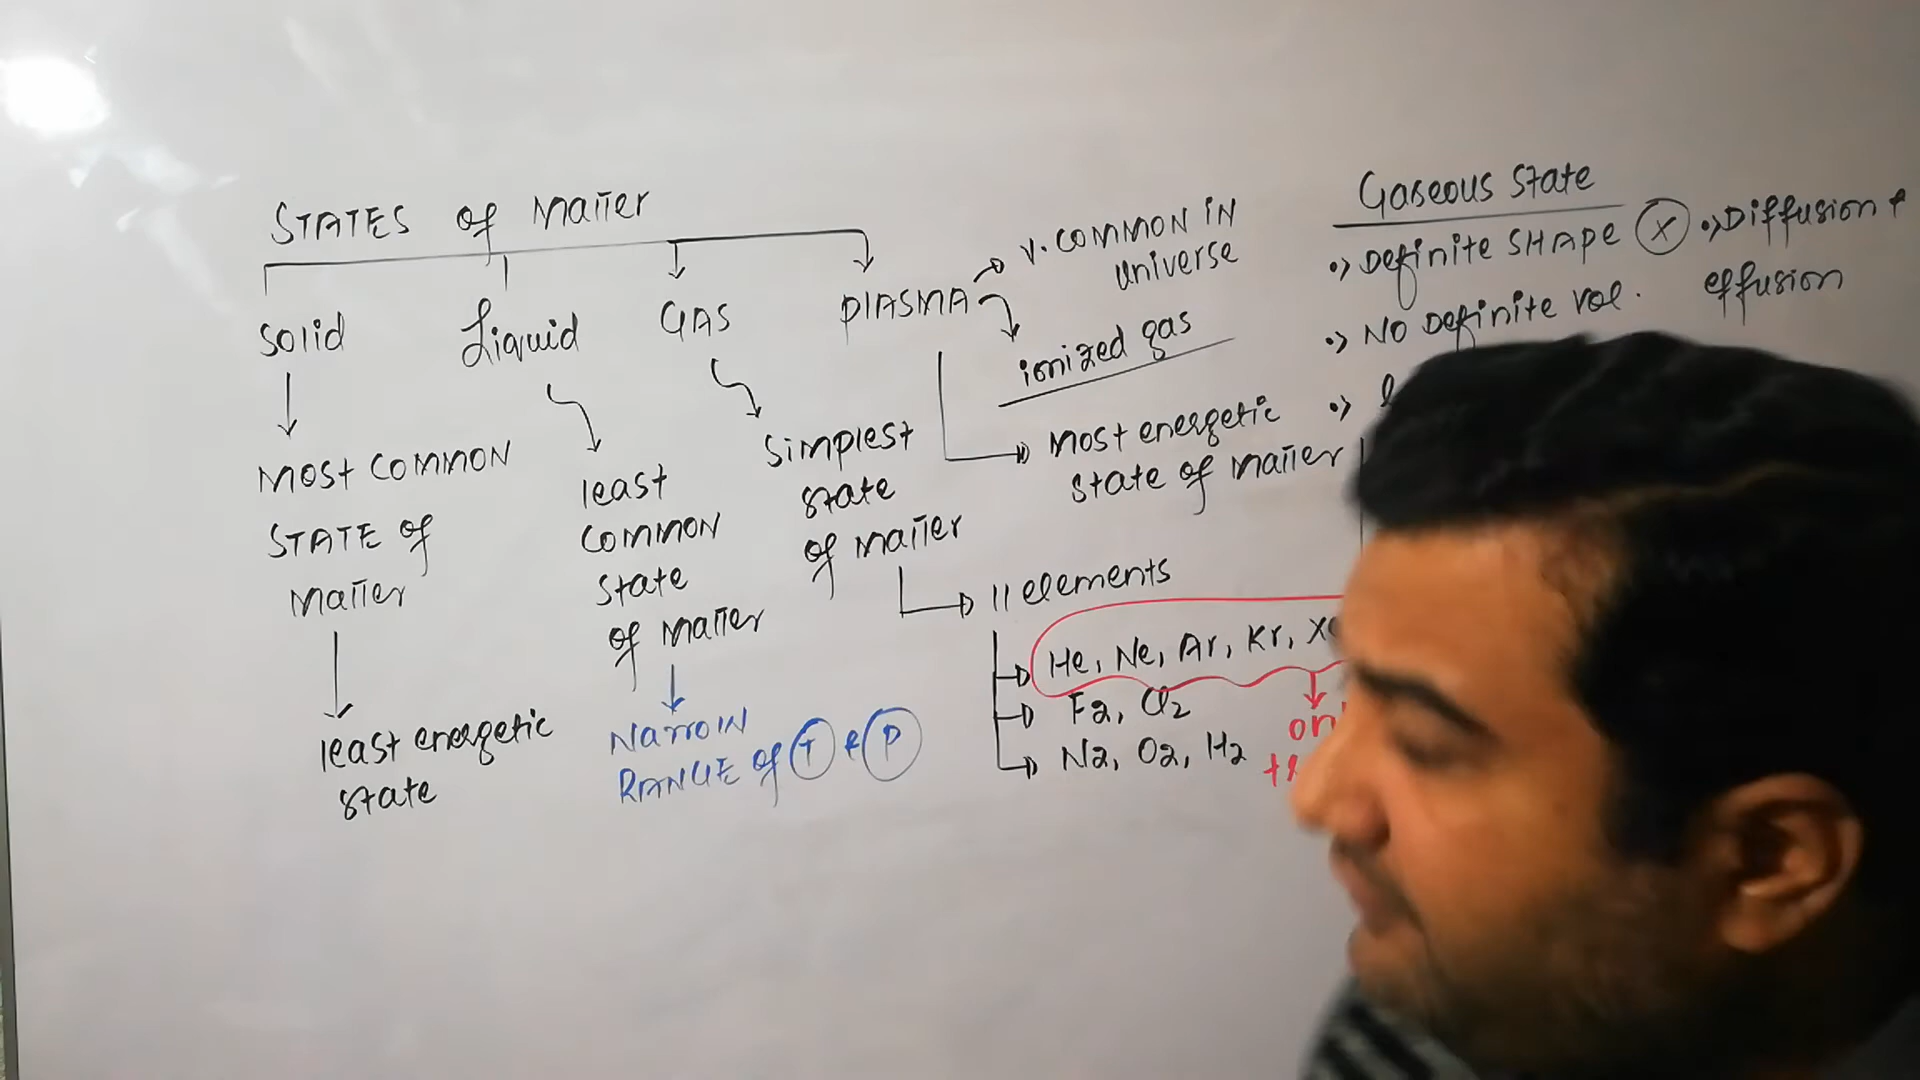 STATES of Matter
Solid
Liquid
GAS
PLASMA
MOST COMMON
STATE of
Matter
least energetic
state
least
COMMON
state
of matter
Narrow
RANGE of T & P
Simplest
state
of matter
11 elements
He, Ne, Ar, Kr,
F2, Cl2
N2, O2, H2
V. COMMON IN
universe
ionized gas
Most energetic
state of matter
Gaseous state
Definite SHAPE X
NO Definite vol.
Diffusion &
effusion